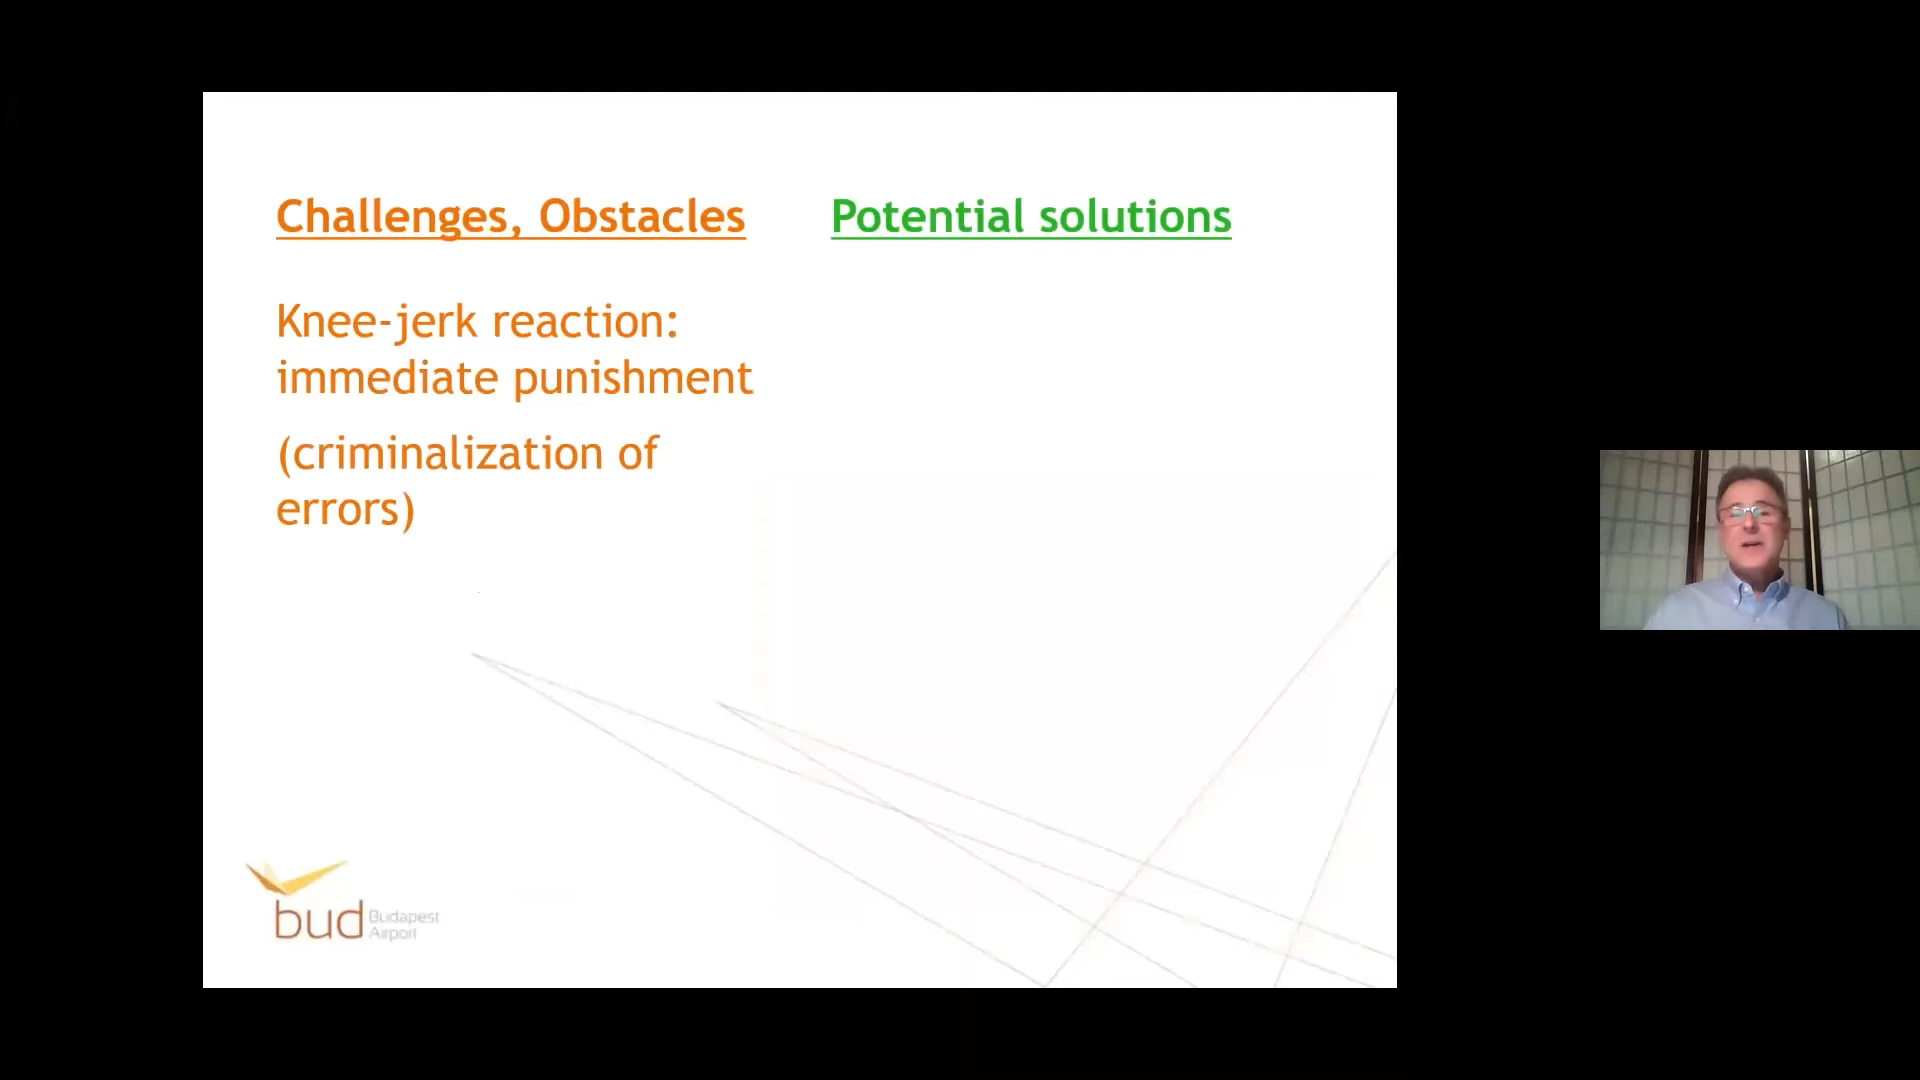 Challenges, Obstacles
Potential solutions
Knee-jerk reaction:
immediate punishment
(criminalization of
errors)
bud Budapest
Airport